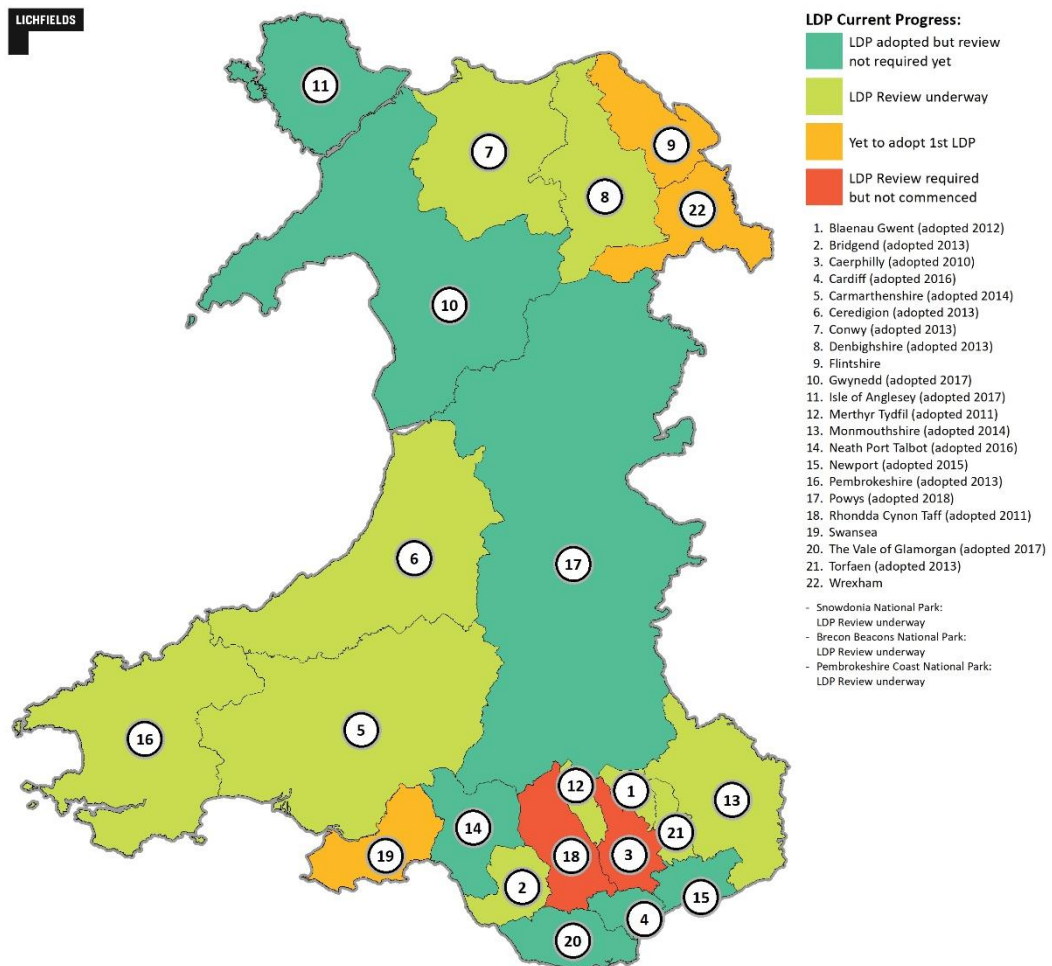 LICHFIELDS
LDP Current Progress:
LDP adopted but review
not required yet
LDP Review underway
Yet to adopt 1st LDP
LDP Review required
but not commenced
1. Blaenau Gwent (adopted 2012)
2. Bridgend (adopted 2013)
3. Caerphilly (adopted 2010)
4. Cardiff (adopted 2016)
5. Carmarthenshire (adopted 2014)
6. Ceredigion (adopted 2013)
7. Conwy (adopted 2013)
8. Denbighshire (adopted 2013)
9. Flintshire
10. Gwynedd (adopted 2017)
11. Isle of Anglesey (adopted 2017)
12. Merthyr Tydfil (adopted 2011)
13. Monmouthshire (adopted 2014)
14. Neath Port Talbot (adopted 2016)
15. Newport (adopted 2015)
16. Pembrokeshire (adopted 2013)
17. Powys (adopted 2018)
18. Rhondda Cynon Taff (adopted 2011)
19. Swansea
20. The Vale of Glamorgan (adopted 2017)
21. Torfaen (adopted 2013)
22. Wrexham
- Snowdonia National Park:
LDP Review underway
- Brecon Beacons National Park:
LDP Review underway
- Pembrokeshire Coast National Park:
LDP Review underway
11
7
9
8
22
10
6
17
16
5
12
1
13
14
21
19
18
3
2
15
4
20